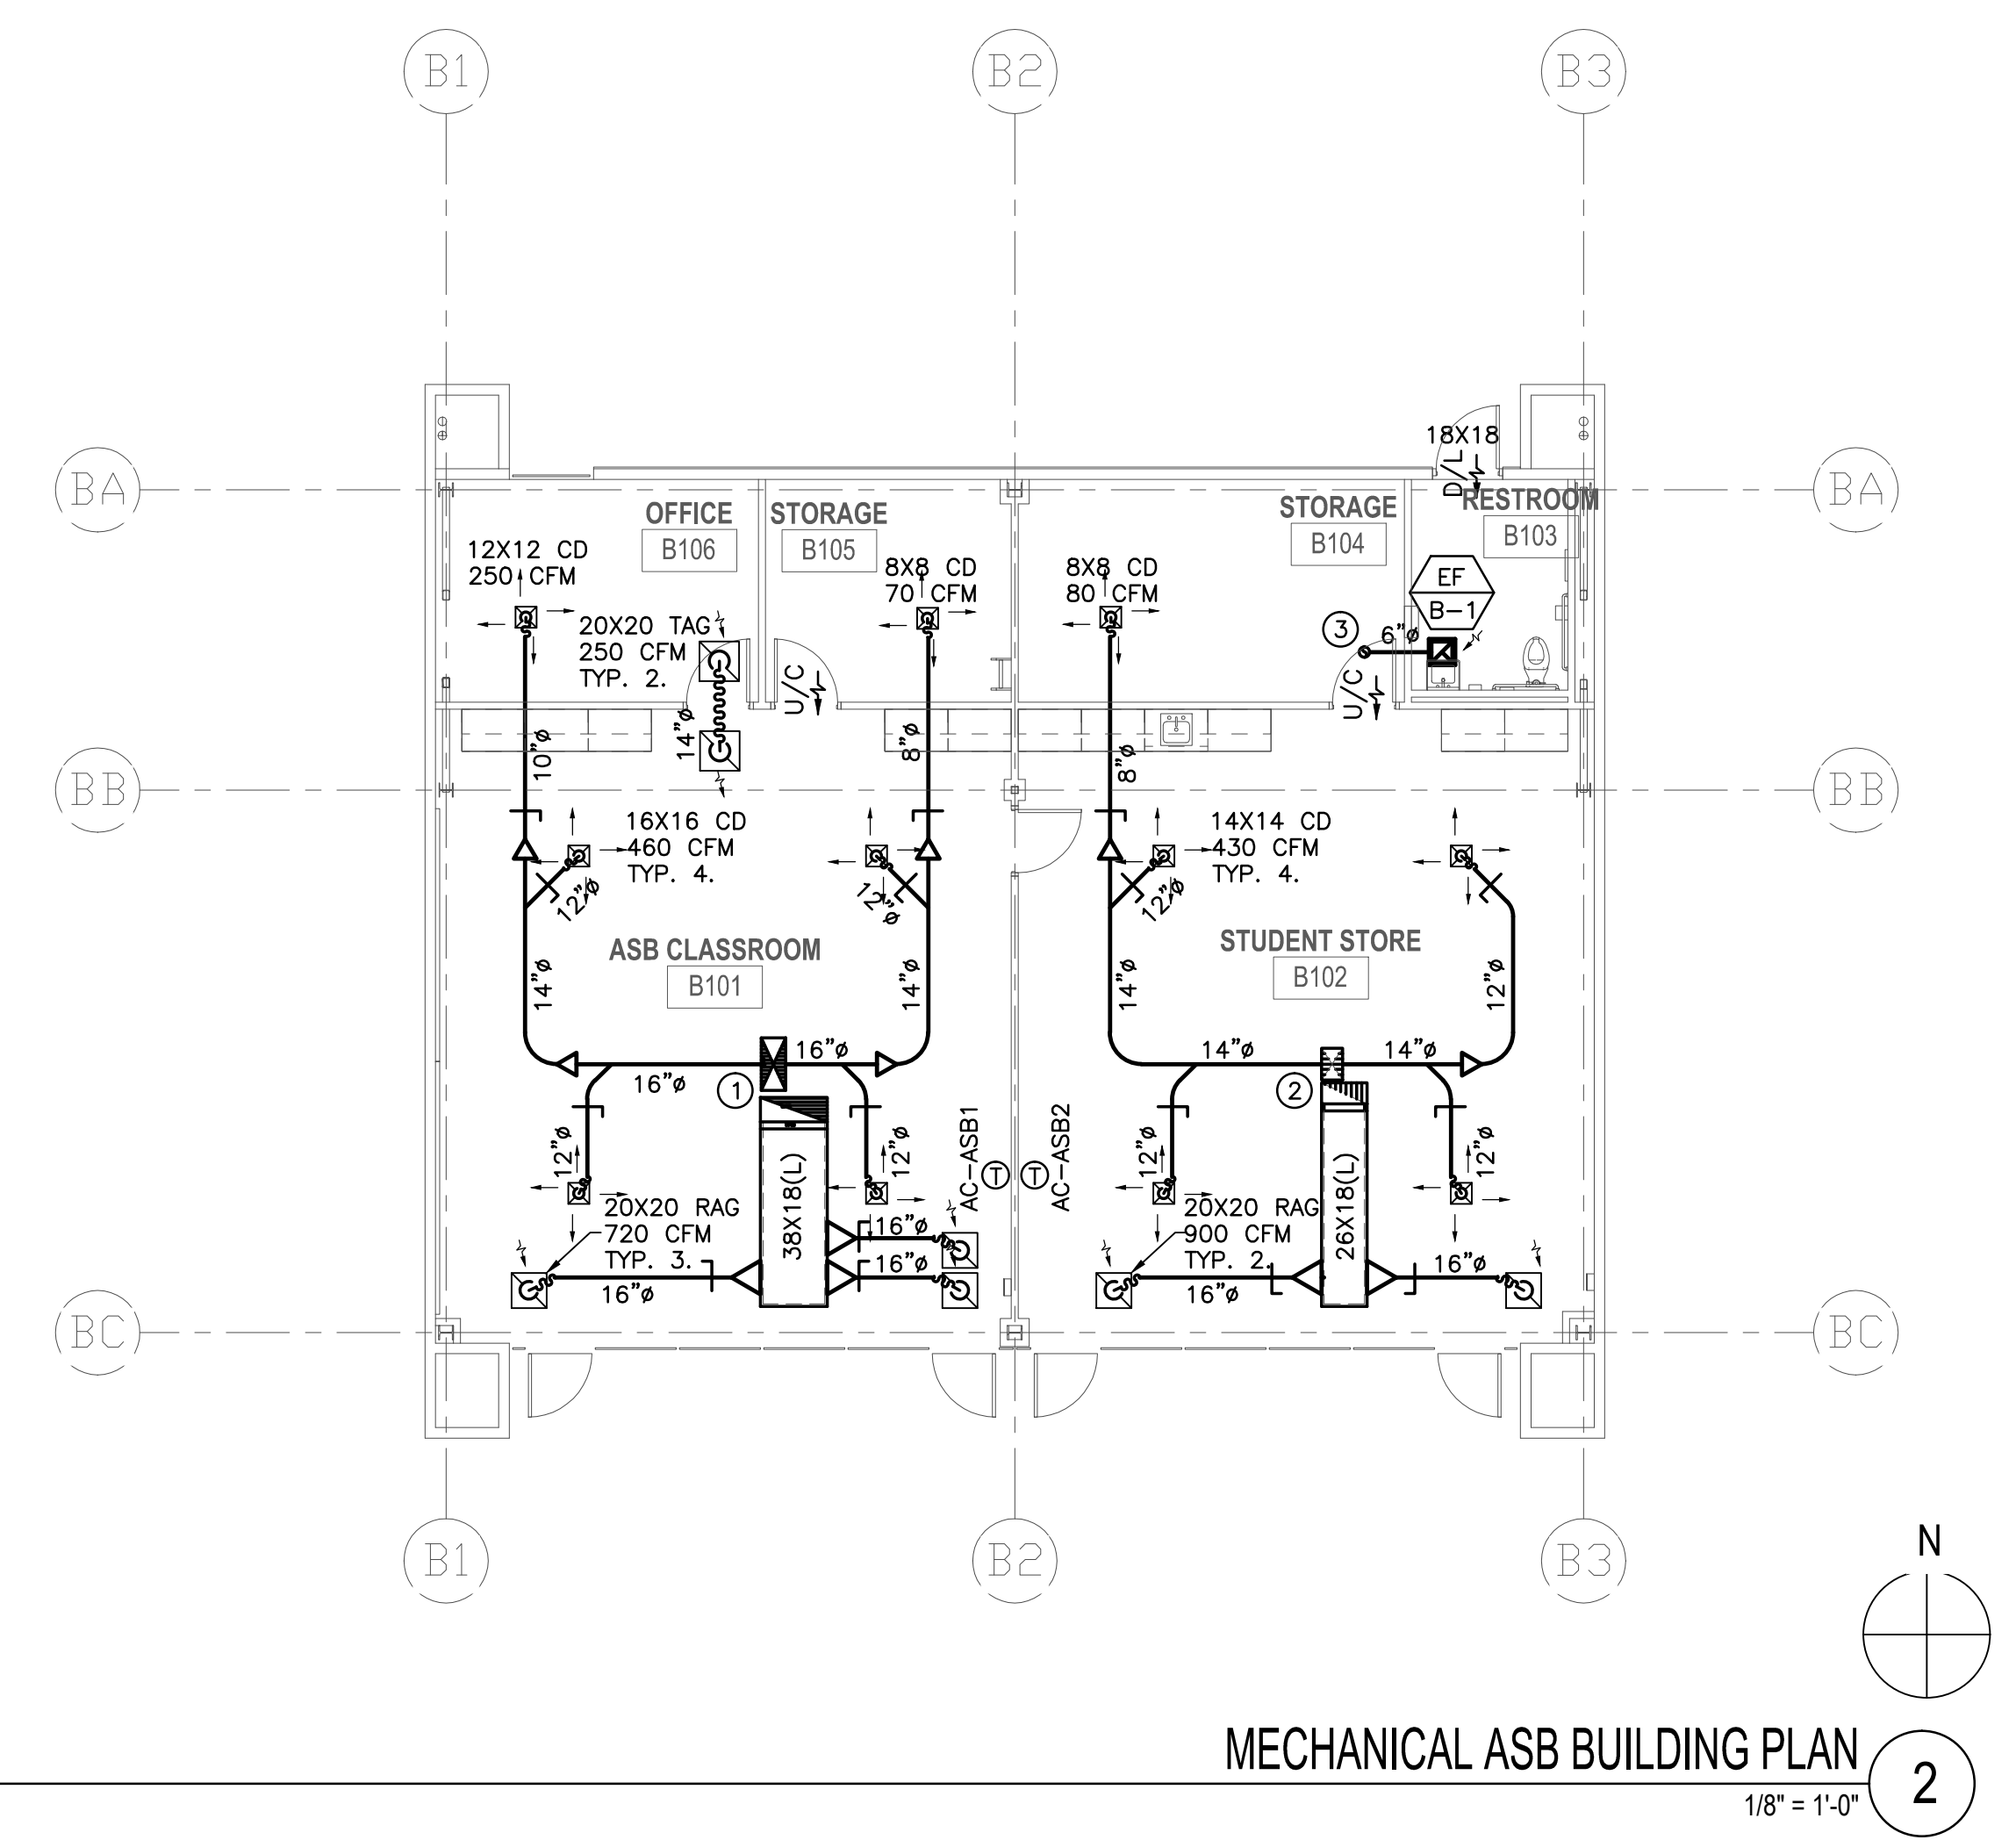 B1
B2
B3
18X18
D/L
BA
BA
OFFICE
B106
STORAGE
B105
STORAGE
B104
RESTROOM
B103
12X12 CD
250 CFM
8X8 CD
70 CFM
8X8 CD
80 CFM
EF
B-1
20X20 TAG
250 CFM
TYP. 2.
3
6"ø
U/C
U/C
14"ø
10"ø
8"ø
8"ø
BB
BB
16X16 CD
460 CFM
TYP. 4.
14X14 CD
430 CFM
TYP. 4.
12"ø
12"ø
12"ø
ASB CLASSROOM
B101
STUDENT STORE
B102
14"ø
14"ø
14"ø
12"ø
16"ø
16"ø
14"ø
14"ø
1
2
12"ø
12"ø
12"ø
12"ø
AC-ASB1
T
T
AC-ASB2
38X18(L)
26X18(L)
20X20 RAG
720 CFM
TYP. 3.
16"ø
16"ø
16"ø
20X20 RAG
900 CFM
TYP. 2.
16"ø
16"ø
BC
BC
B1
B2
B3
N
MECHANICAL ASB BUILDING PLAN
2
1/8" = 1'-0"